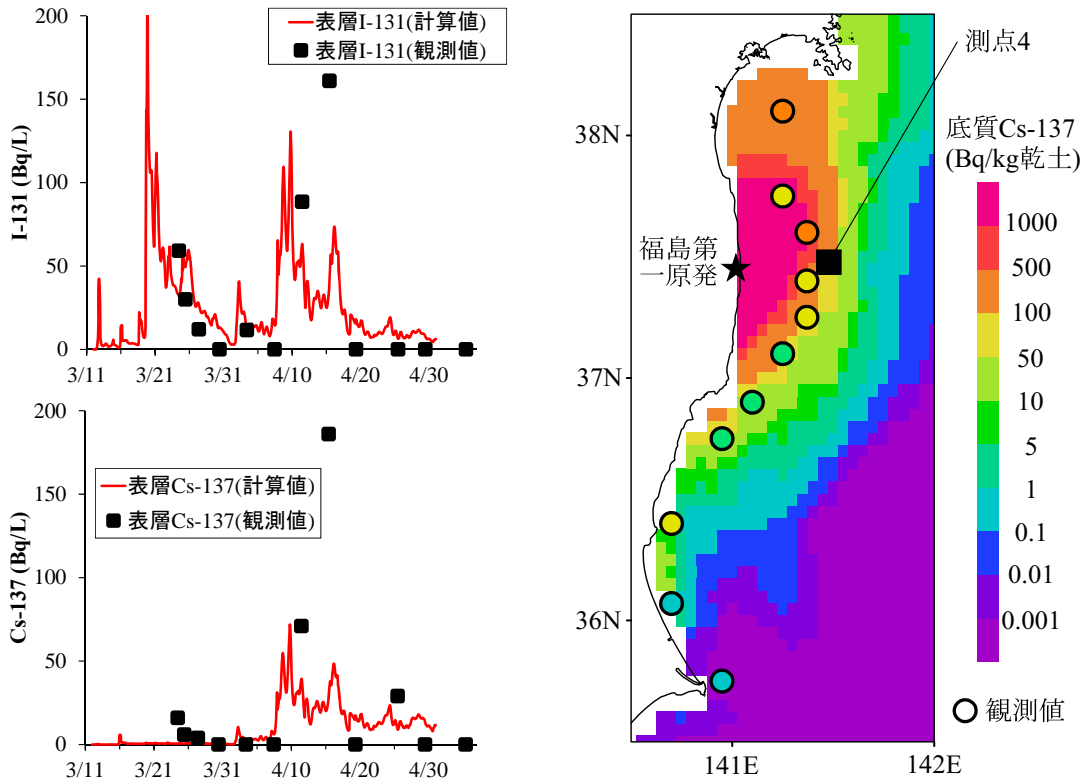 200
150
100
50
0
I-131 (Bq/L)
表層I-131(計算値)
表層I-131(観測値)
3/11 3/21 3/31 4/10 4/20 4/30
200
150
100
50
0
Cs-137 (Bq/L)
表層Cs-137(計算値)
表層Cs-137(観測値)
3/11 3/21 3/31 4/10 4/20 4/30
測点4
38N
37N
36N
福島第
一原発
141E 142E
底質Cs-137
(Bq/kg乾土)
1000
500
100
50
10
5
1
0.1
0.01
0.001
観測値